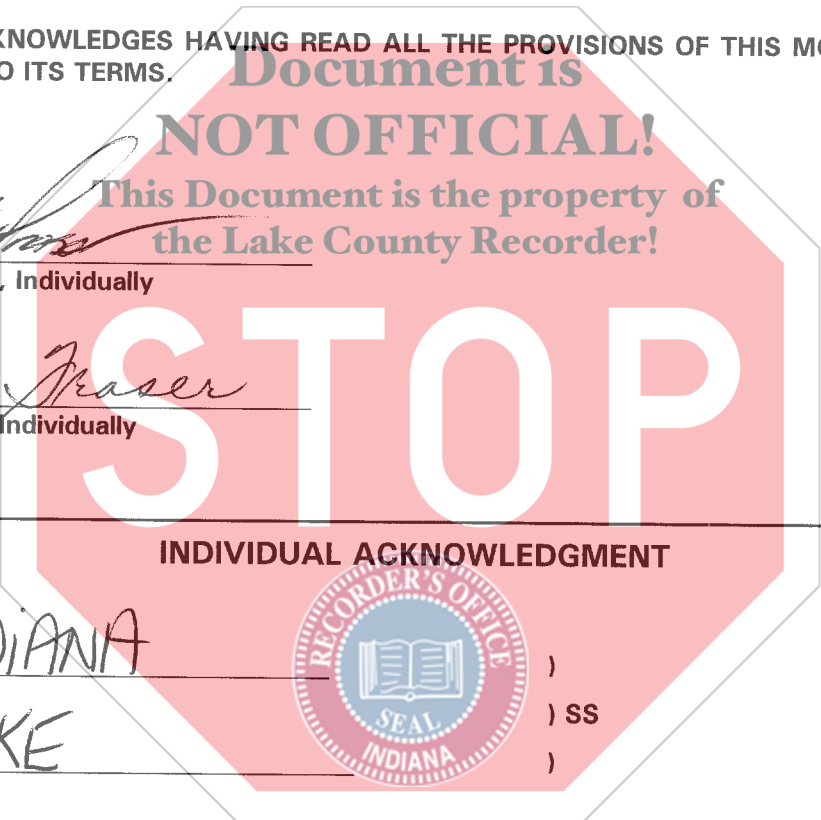 KNOWLEDGES HAVING READ ALL THE PROVISIONS OF THIS MO
O ITS TERMS.
Document is
NOT OFFICIAL!
This Document is the property of
the Lake County Recorder!
, Individually
Fraser
Individually
STOP
INDIVIDUAL ACKNOWLEDGMENT
RECORDER'S OFFICE
DIANA )
SEAL
KE ) SS
INDIANA
)